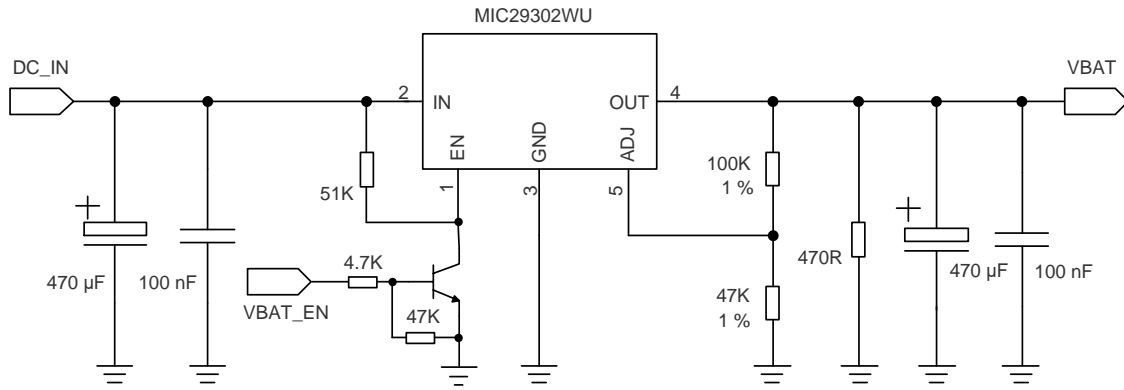 MIC29302WU
DC_IN
VBAT
2
IN
OUT
4
EN
GND
ADJ
1
3
5
51K
100K
1 %
4.7K
VBAT_EN
47K
470 µF
100 nF
47K
1 %
470R
470 µF
100 nF